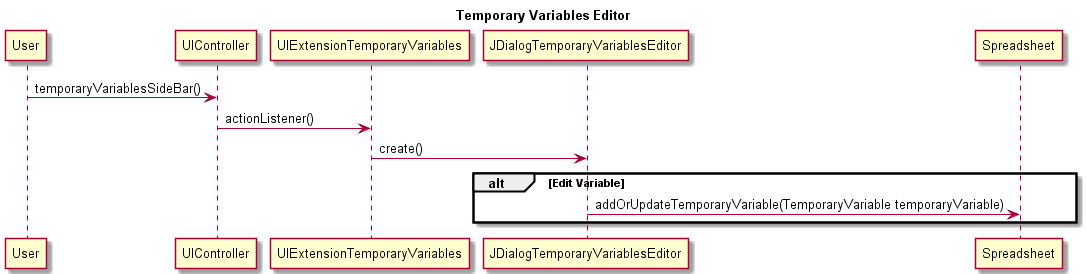 Temporary Variables Editor
User UIController UIExtensionTemporaryVariables JDialogTemporaryVariablesEditor Spreadsheet
temporaryVariablesSideBar()
actionListener()
create()
alt [Edit Variable]
addOrUpdateTemporaryVariable(TemporaryVariable temporaryVariable)
User UIController UIExtensionTemporaryVariables JDialogTemporaryVariablesEditor Spreadsheet